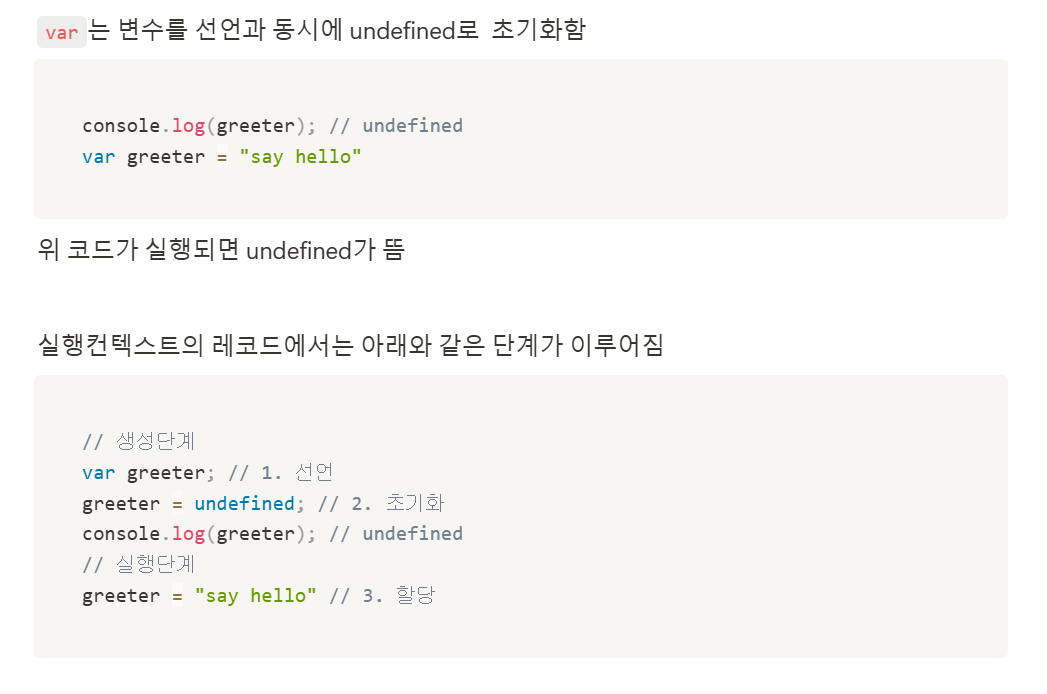 var는 변수를 선언과 동시에 undefined로 초기화함
console.log(greeter); // undefined
var greeter = "say hello"
위 코드가 실행되면 undefined가 뜸
실행컨텍스트의 레코드에서는 아래와 같은 단계가 이루어짐
// 생성단계
var greeter; // 1. 선언
greeter = undefined; // 2. 초기화
console.log(greeter); // undefined
// 실행단계
greeter = "say hello" // 3. 할당